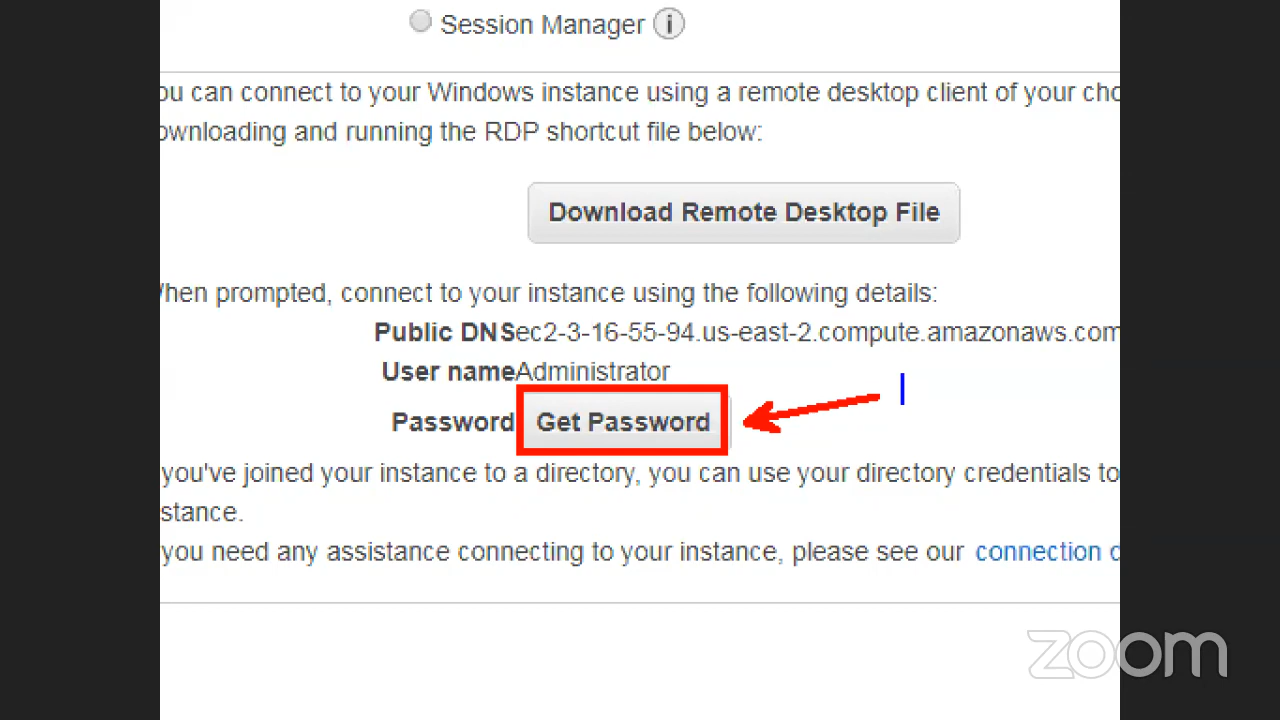 Session Manager i
ou can connect to your Windows instance using a remote desktop client of your cho
ownloading and running the RDP shortcut file below:
Download Remote Desktop File
hen prompted, connect to your instance using the following details:
Public DNS ec2-3-16-55-94.us-east-2.compute.amazonaws.com
User name Administrator
Password Get Password
you've joined your instance to a directory, you can use your directory credentials to
stance.
you need any assistance connecting to your instance, please see our connection
zoom